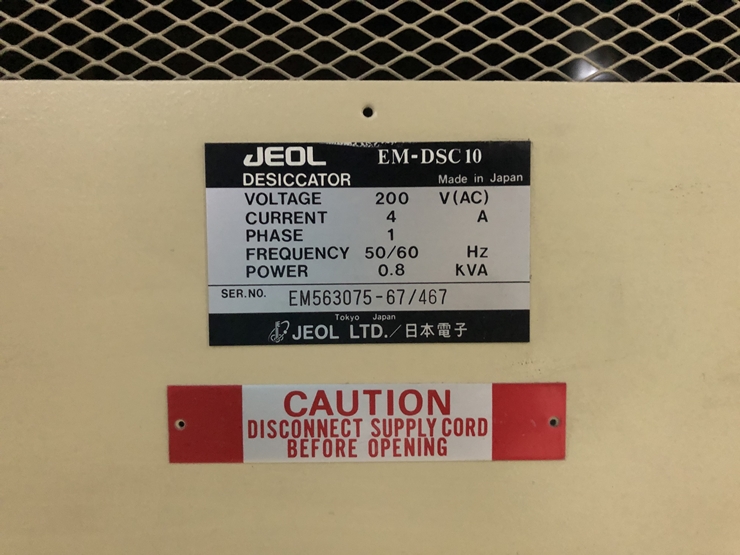 JEOL EM-DSC10
DESICCATOR Made in Japan
VOLTAGE 200 V(AC)
CURRENT 4 A
PHASE 1
FREQUENCY 50/60 Hz
POWER 0.8 KVA
SER.NO. EM563075-67/467
Tokyo Japan
JEOL LTD./日本電子
CAUTION
DISCONNECT SUPPLY CORD
BEFORE OPENING